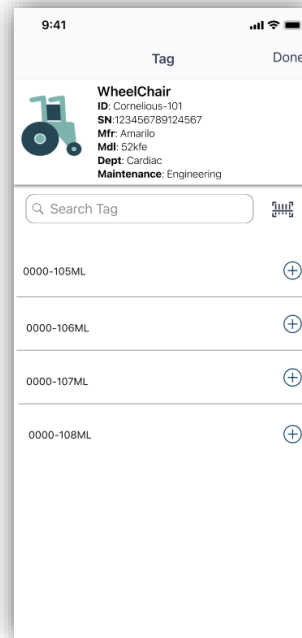 9:41
Tag
Done
WheelChair
ID: Cornelious-101
SN:123456789124567
Mfr: Amarilo
Mdl: 52kfe
Dept: Cardiac
Maintenance: Engineering
Search Tag
0000-105ML
0000-106ML
0000-107ML
0000-108ML